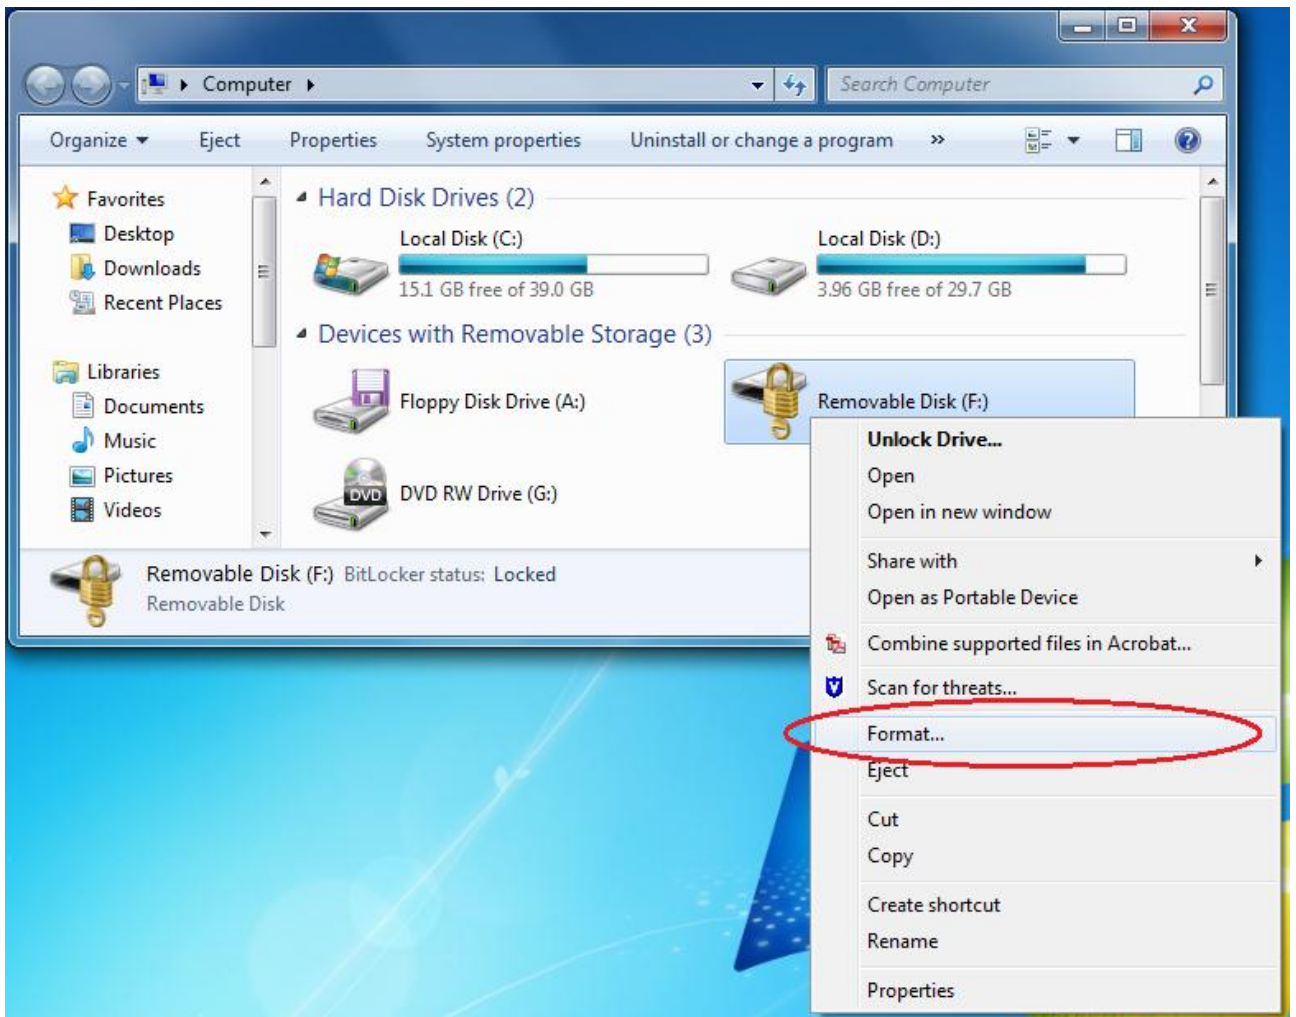 Computer
Search Computer
Organize
Eject
Properties
System properties
Uninstall or change a program
»
Favorites
Desktop
Downloads
Recent Places
Libraries
Documents
Music
Pictures
Videos
Hard Disk Drives (2)
Local Disk (C:)
15.1 GB free of 39.0 GB
Local Disk (D:)
3.96 GB free of 29.7 GB
Devices with Removable Storage (3)
Floppy Disk Drive (A:)
Removable Disk (F:)
DVD
DVD RW Drive (G:)
Removable Disk (F:) BitLocker status: Locked
Removable Disk
Unlock Drive...
Open
Open in new window
Share with
Open as Portable Device
Combine supported files in Acrobat...
Scan for threats...
Format...
Eject
Cut
Copy
Create shortcut
Rename
Properties